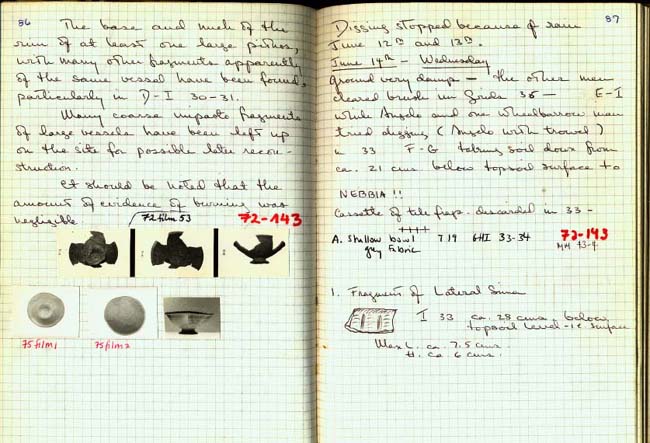 86
The base and much of the
rim of at least one large pithos,
with many other fragments apparently
of the same vessel have been found,
particularly in D-I 30-31.
Many coarse impasto fragments
of large vessels have been left up
on the site for possible later recon-
struction.
It should be noted that the
amount of evidence of burning was
negligible
72 film 53
72-143
75 film 1
75 film 2
87
Digging stopped because of rain
June 12th and 13th.
June 14th - Wednesday
Ground very damp - the other men
cleared brush in Grids 36 - E-I
while Angelo and one wheelbarrow man
tried digging (Angelo with trowel)
in 33 F-G taking soil down from
ca. 21 cms. below topsoil surface to
NEBBIA !!
Cassette of tile frags. discarded in 33 -
A. Shallow bowl 7.19 GHI 33-34
grey fabric
72-143
1. Fragment of Lateral Sima
I 33 ca. 28 cms. below
topsoil level - i.e. surface
Max L. ca. 7.5 cms.
H. ca. 6 cms.